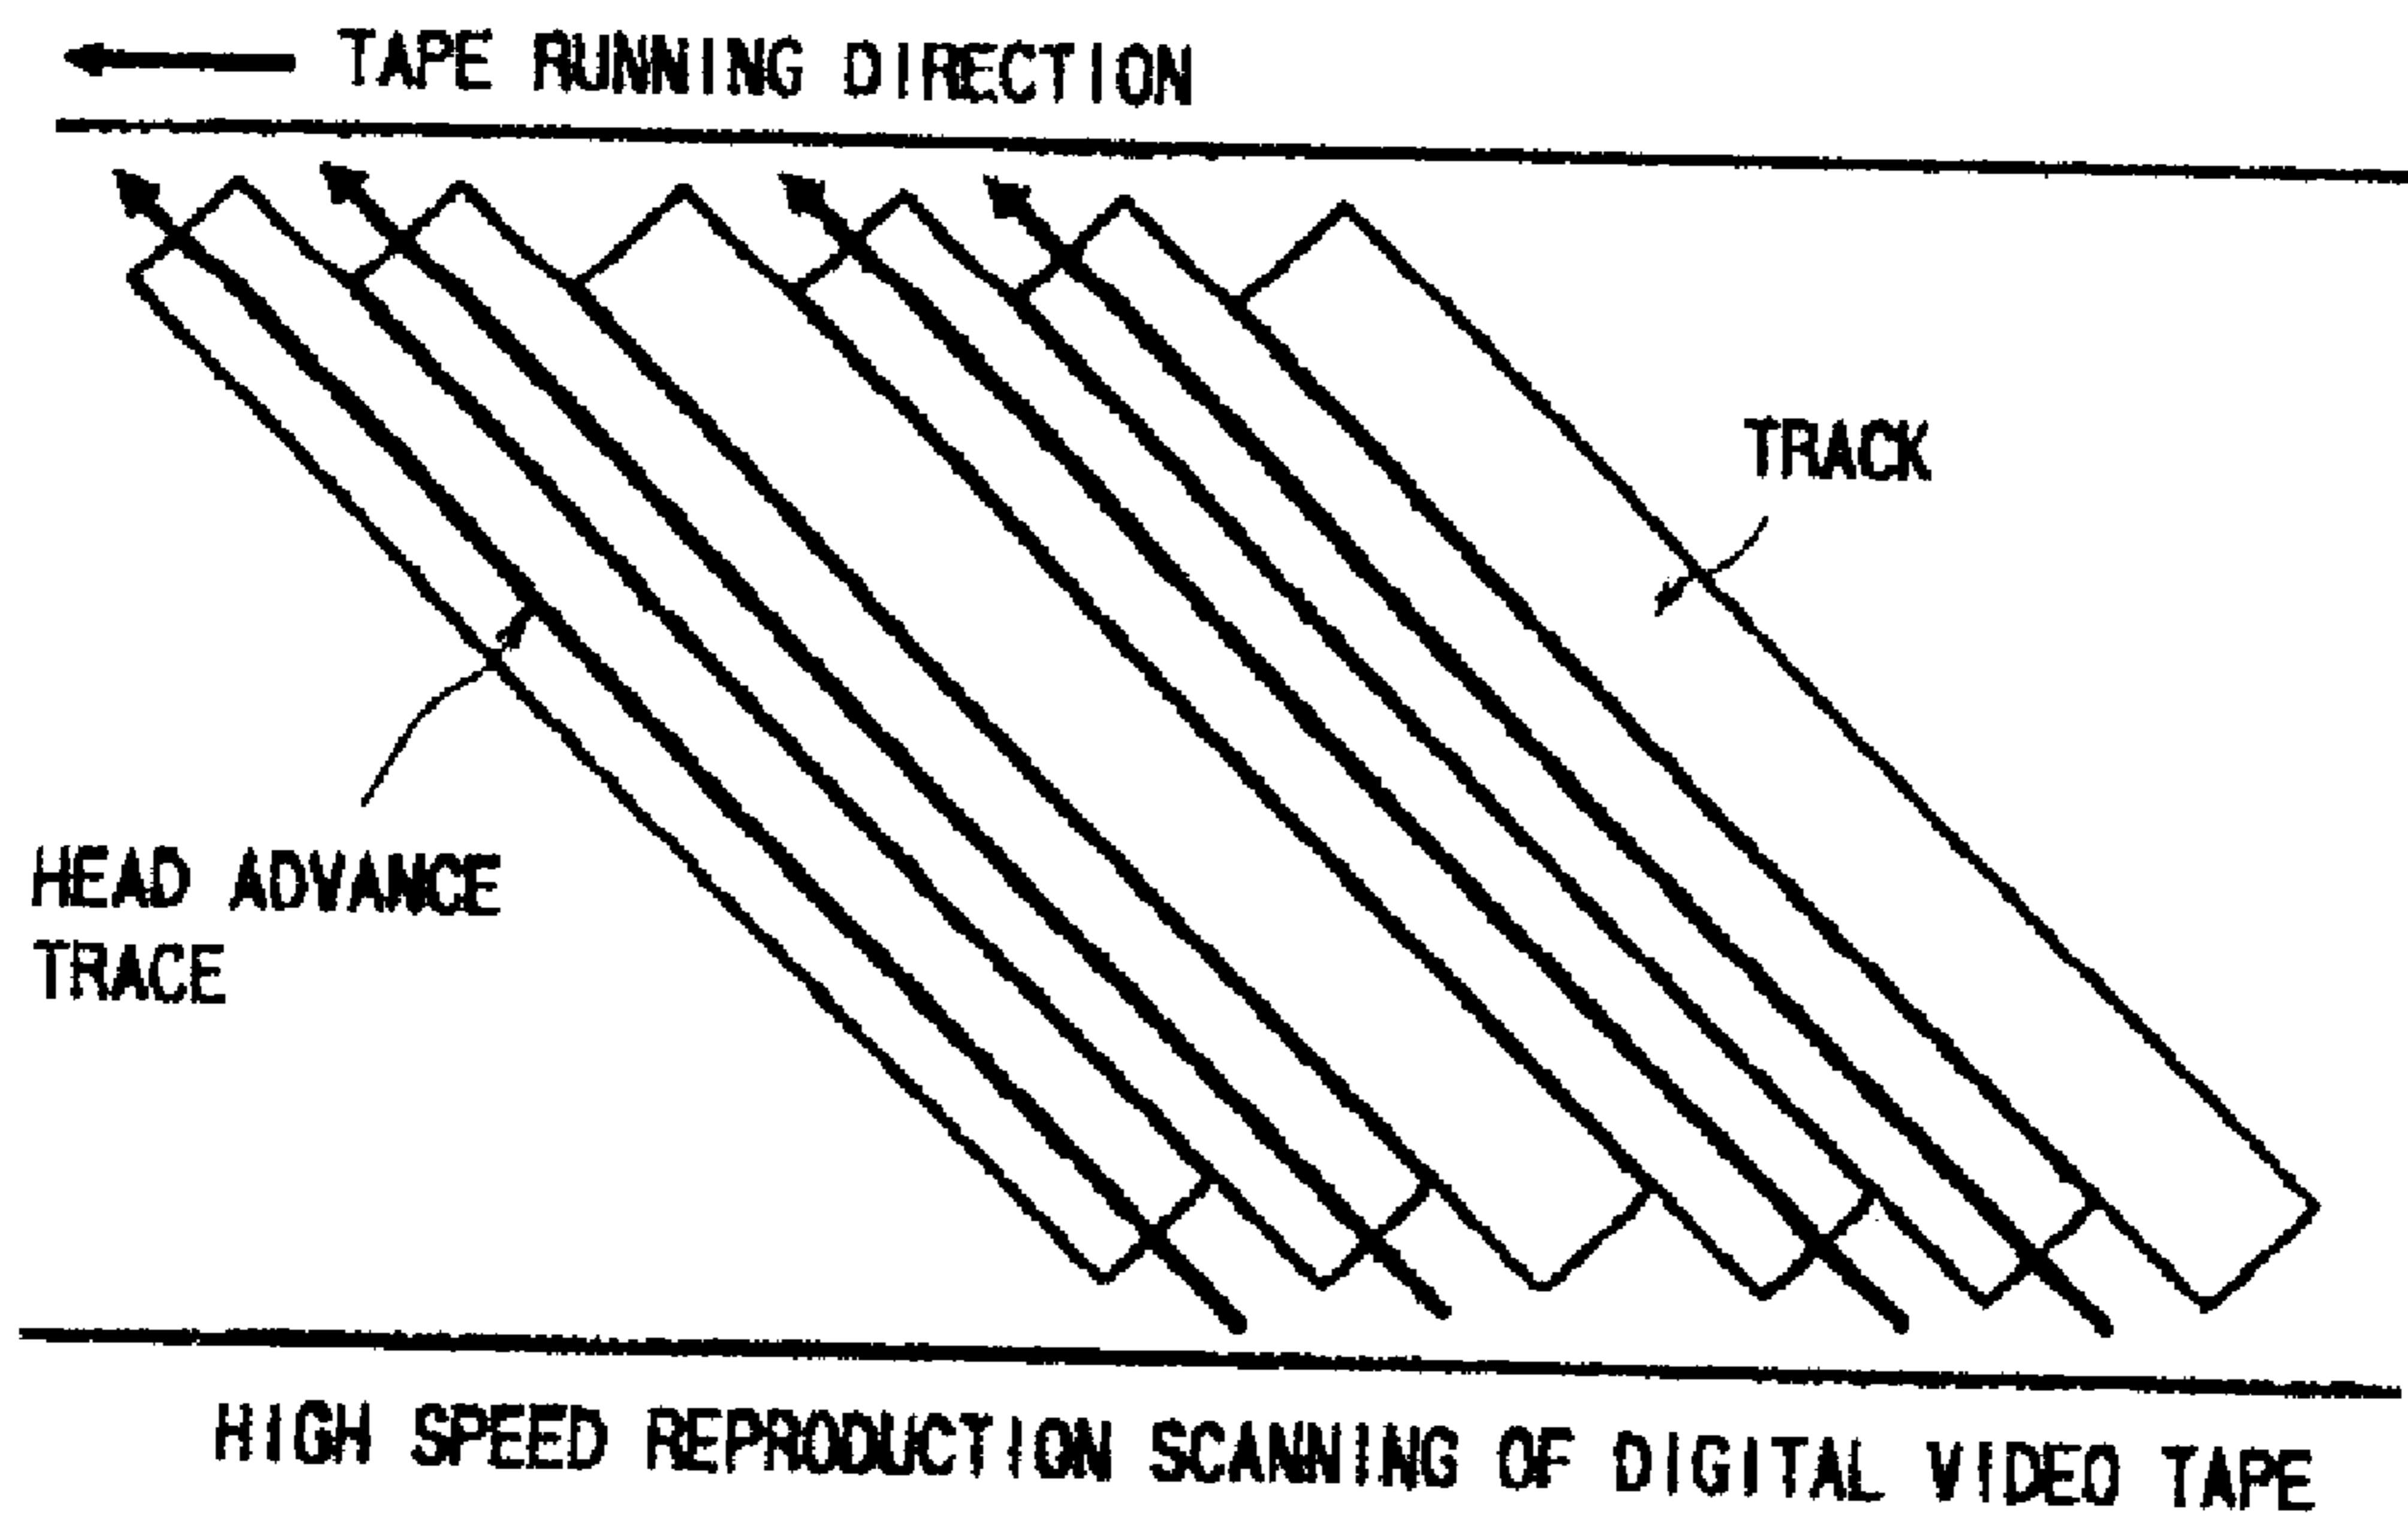 TAPE RUNNING DIRECTION
TRACK
HEAD ADVANCE
TRACE
HIGH SPEED REPRODUCTION SCANNING OF DIGITAL VIDEO TAPE